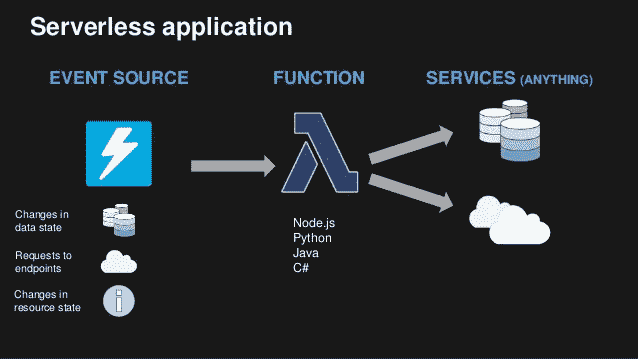 Serverless application
EVENT SOURCE
FUNCTION
SERVICES (ANYTHING)
Changes in
data state
Requests to
endpoints
Changes in
resource state
Node.js
Python
Java
C#